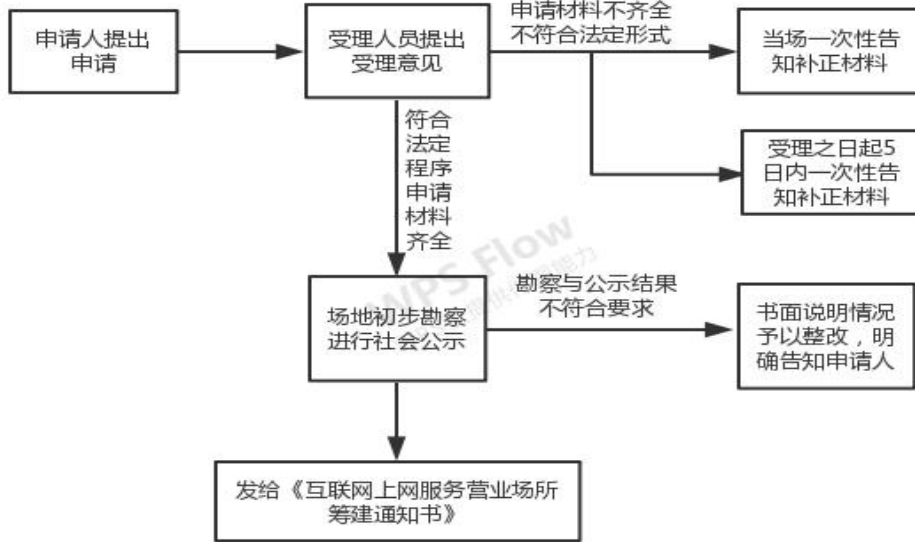 申请人提出
申请
受理人员提出
受理意见
申请材料不齐全
不符合法定形式
当场一次性告
知补正材料
受理之日起5
日内一次性告
知补正材料
符合
法定
程序
申请
材料
齐全
WPS Flow
场地初步勘察
进行社会公示
勘察与公示结果
不符合要求
书面说明情况
予以整改，明
确告知申请人
发给《互联网上网服务营业场所
筹建通知书》